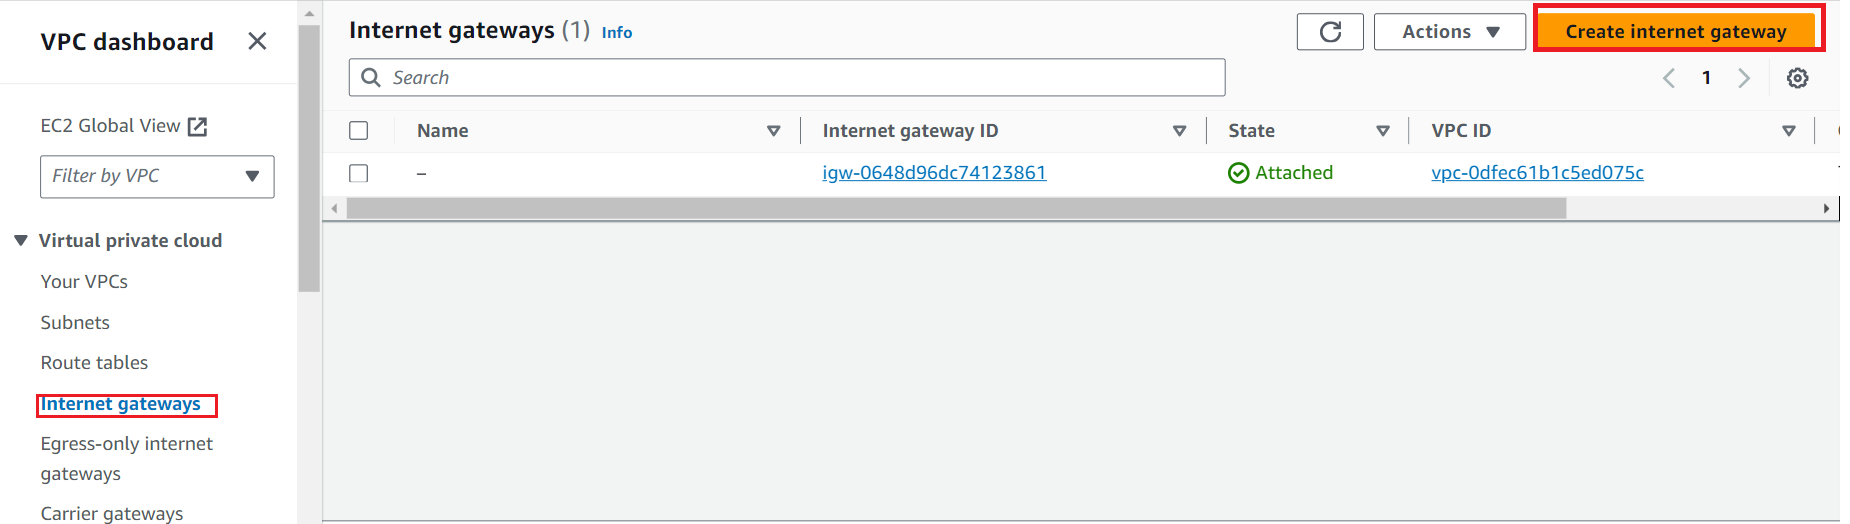 VPC dashboard
EC2 Global View
Filter by VPC
Virtual private cloud
Your VPCs
Subnets
Route tables
Internet gateways
Egress-only internet
gateways
Carrier gateways
Internet gateways (1) Info
Actions
Create internet gateway
Search
1
Name Internet gateway ID State VPC ID
– igw-0648d96dc74123861 Attached vpc-0dfec61b1c5ed075c